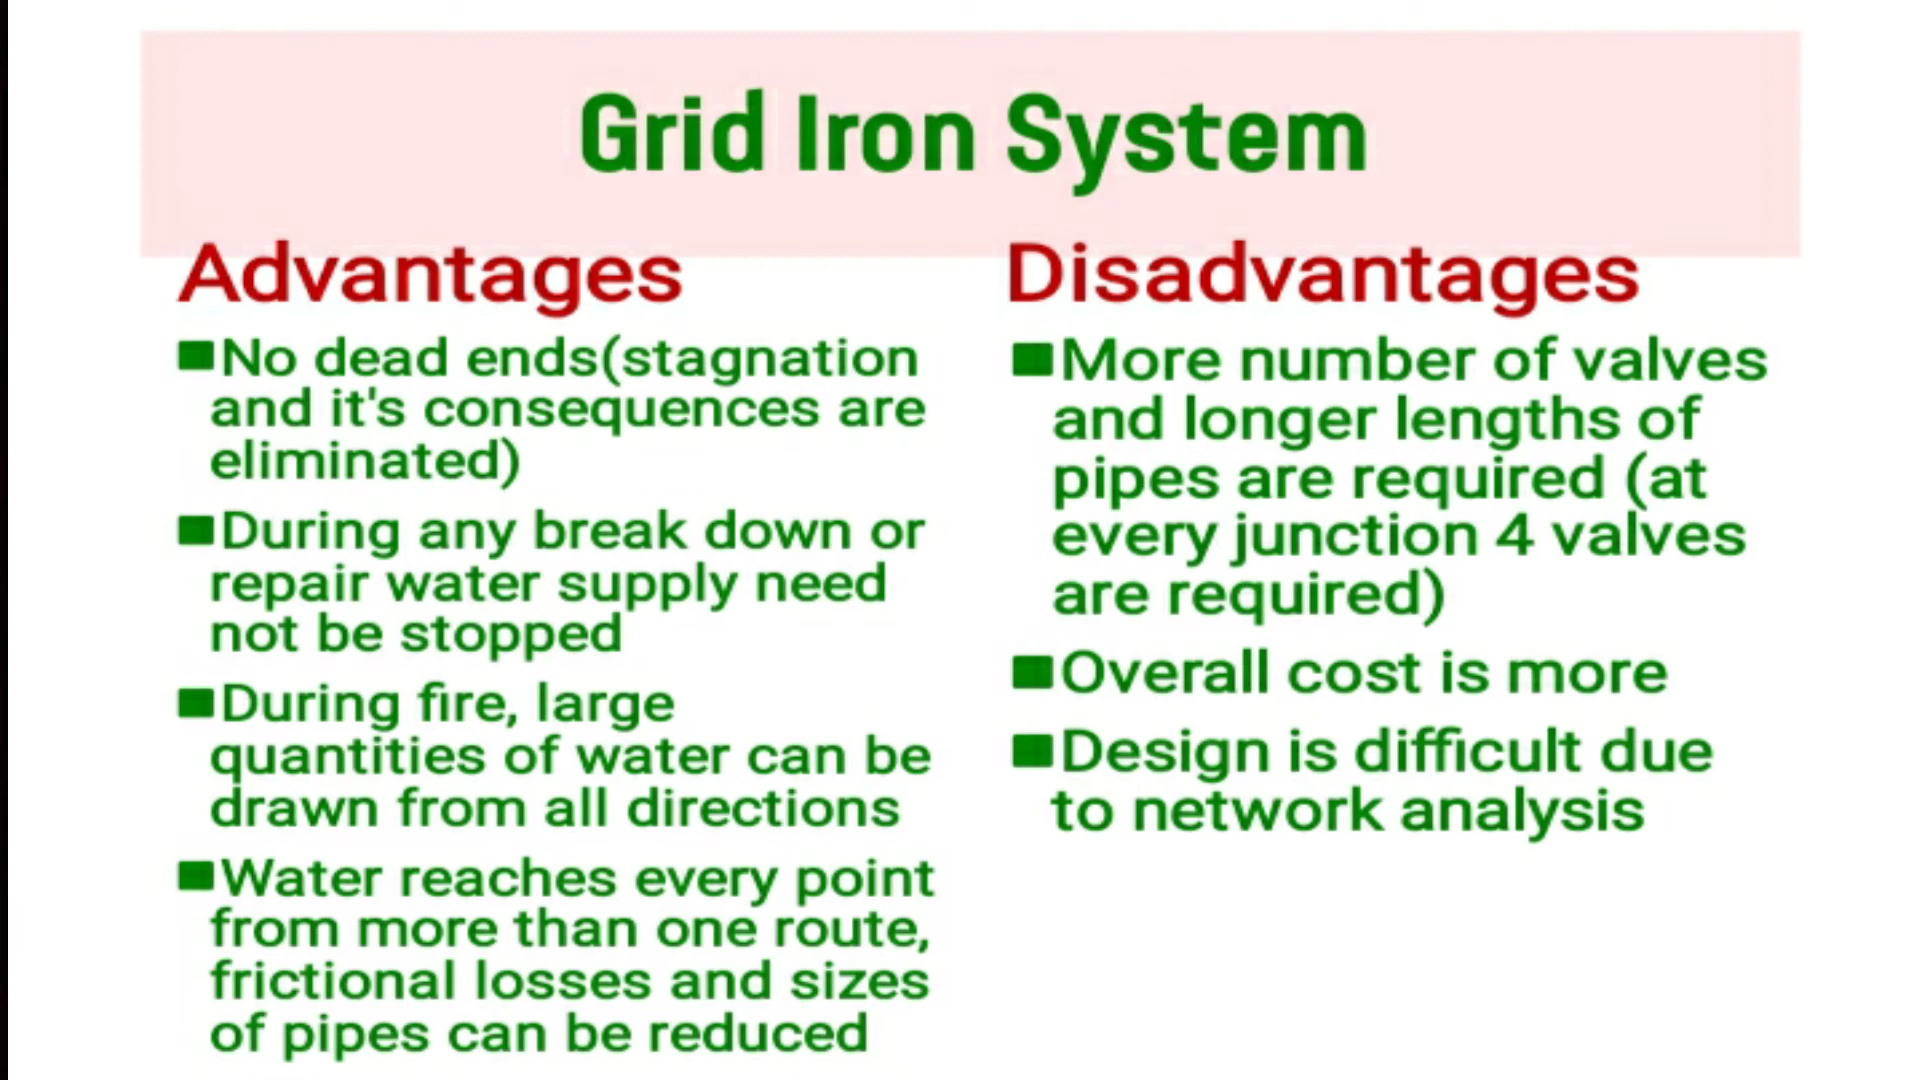 Grid Iron System
Advantages
No dead ends(stagnation
and it's consequences are
eliminated)
During any break down or
repair water supply need
not be stopped
During fire, large
quantities of water can be
drawn from all directions
Water reaches every point
from more than one route,
frictional losses and sizes
of pipes can be reduced
Disadvantages
More number of valves
and longer lengths of
pipes are required (at
every junction 4 valves
are required)
Overall cost is more
Design is difficult due
to network analysis